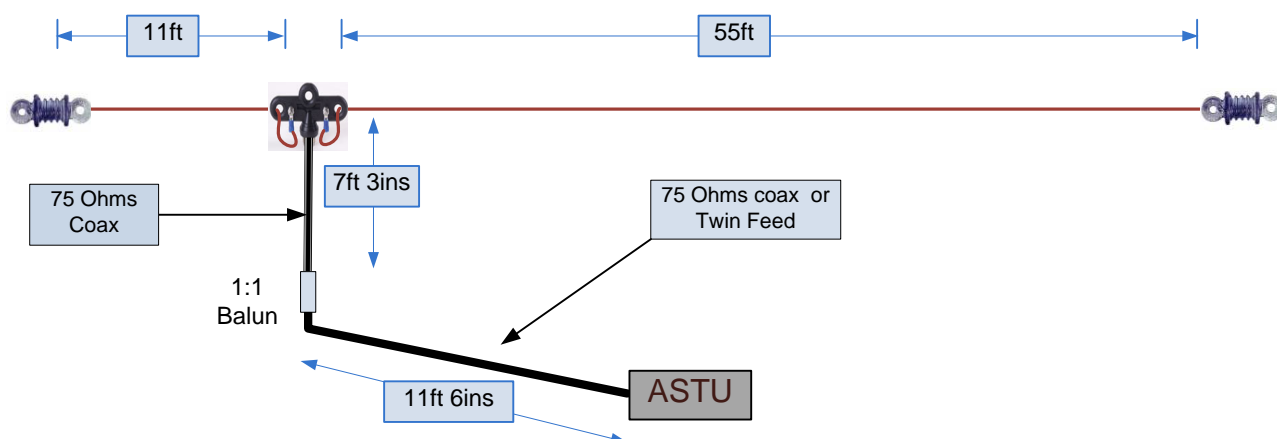 11ft
55ft
7ft 3ins
75 Ohms
Coax
75 Ohms coax  or
Twin Feed
1:1
Balun
11ft 6ins
ASTU